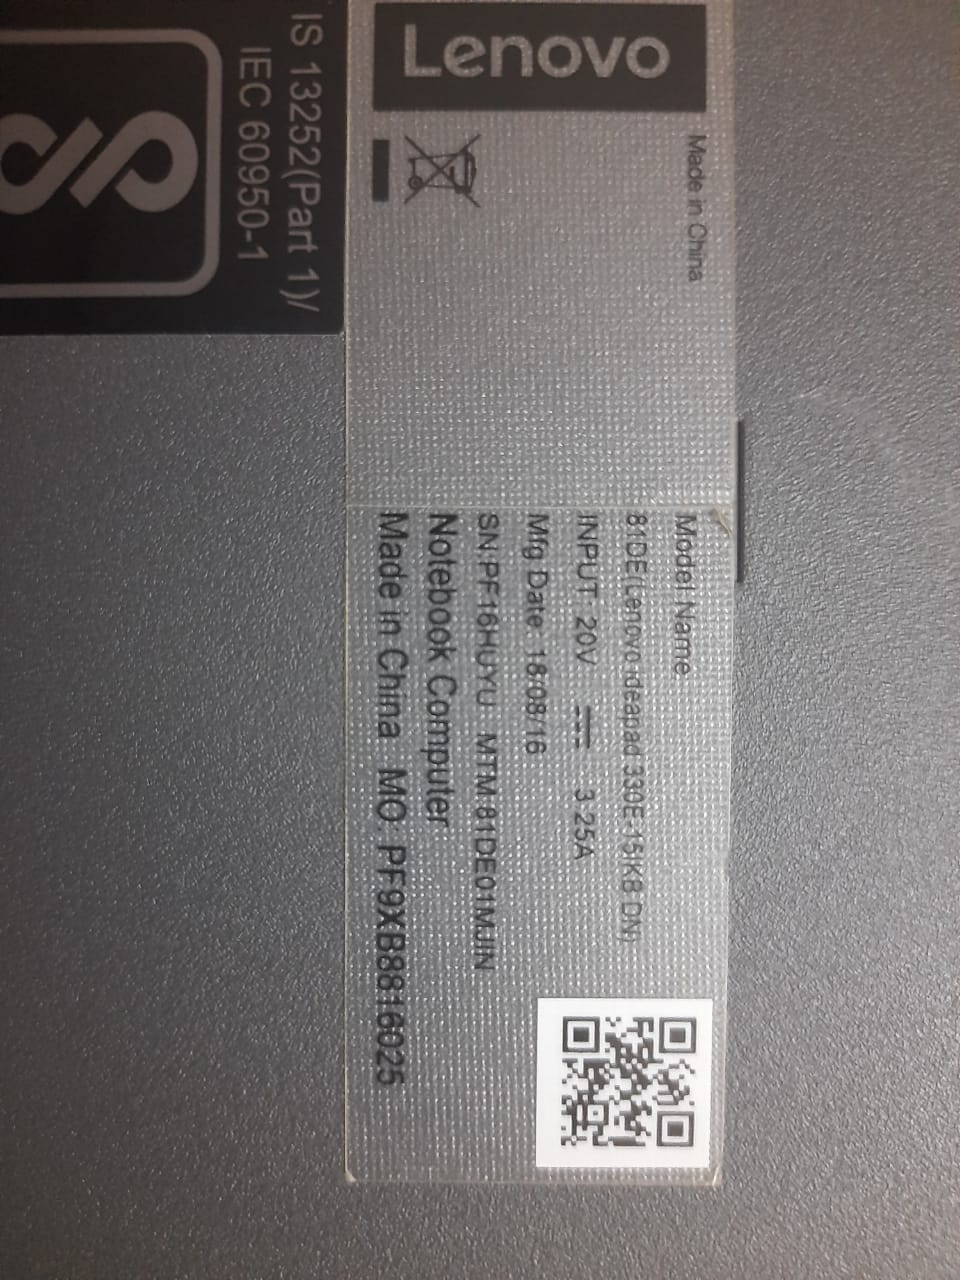 Lenovo
Made in China
Model Name
81DE(Lenovo ideapad 330E-15IKB DN)
INPUT 20V 3.25A
Mfg Date: 18/08/16
SN:PF16HUYU MTM:81DE01MJIN
Notebook Computer
Made in China MO: PF9XB8816025
IS 13252(Part 1)/
IEC 60950-1